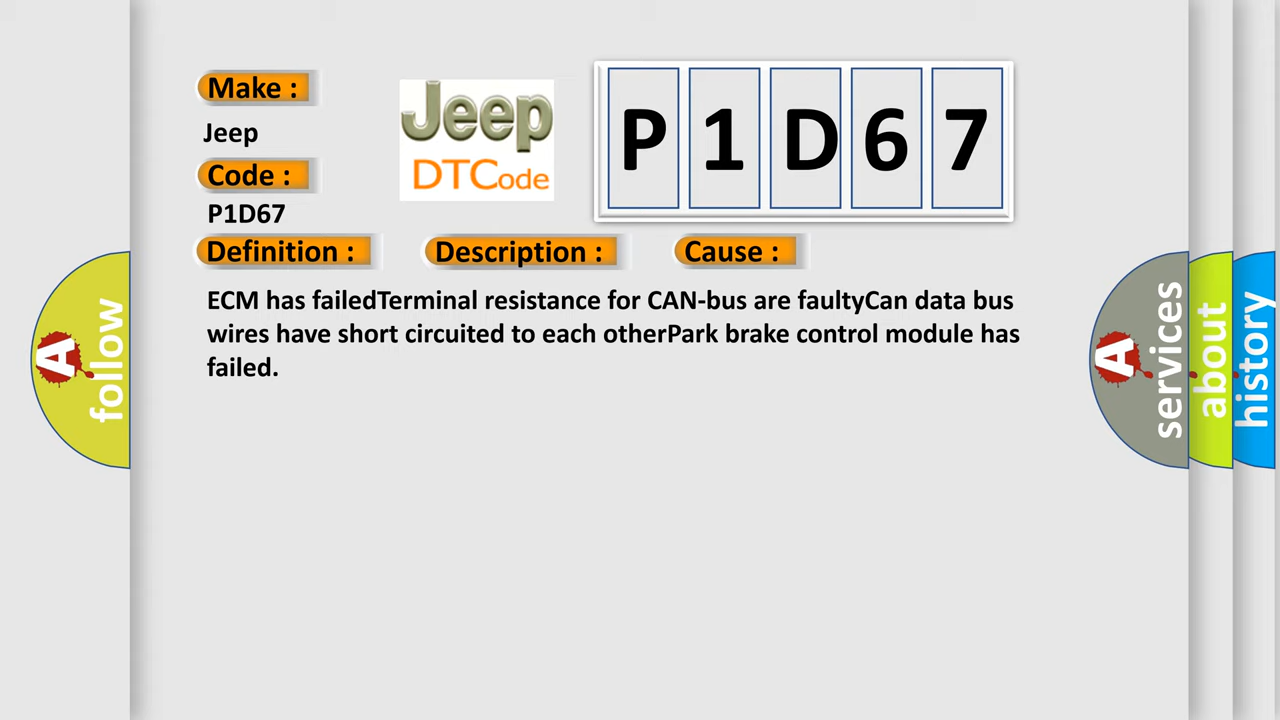 Make :
Jeep
Code :
P1D67
Jeep
DTCode
P 1 D 6 7
Definition :
Description :
Cause :
ECM has failedTerminal resistance for CAN-bus are faultyCan data bus
wires have short circuited to each otherPark brake control module has
failed.
A follow
A services
about
history